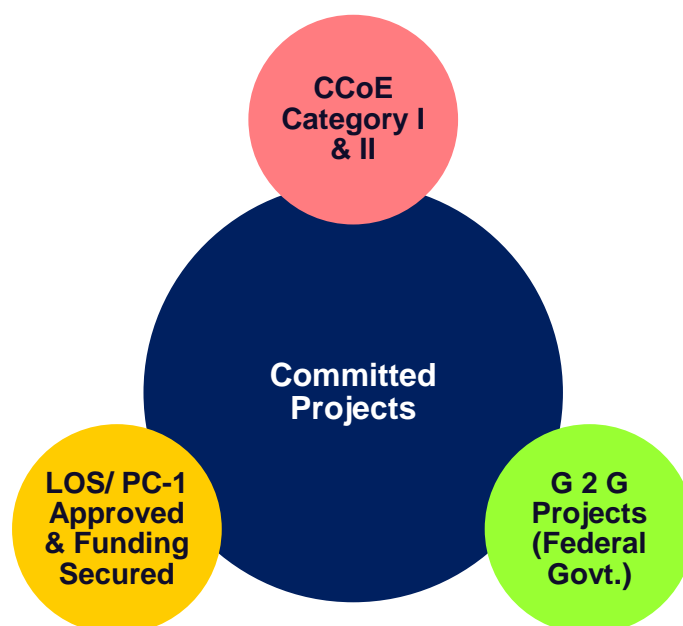 CCoE
Category I
& II
Committed
Projects
LOS/ PC-1
Approved
& Funding
Secured
G 2 G
Projects
(Federal
Govt.)